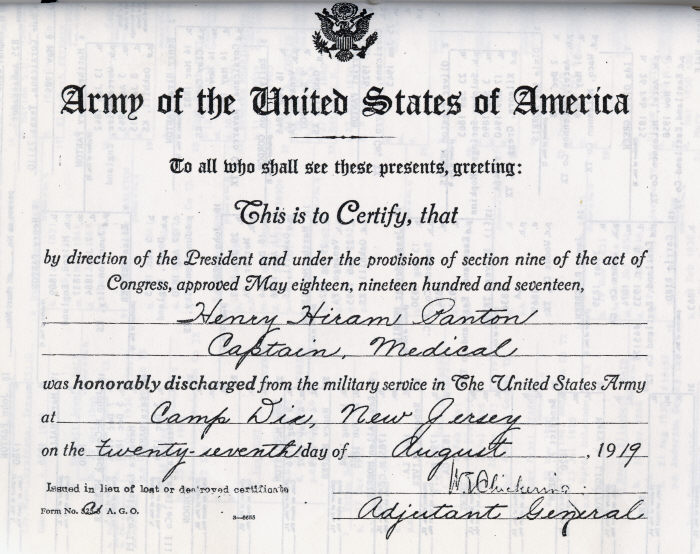 Army of the United States of America
To all who shall see these presents, greeting:
This is to Certify, that
by direction of the President and under the provisions of section nine of the act of
Congress, approved May eighteen, nineteen hundred and seventeen,
Henry Hiram Panton
Captain, Medical
was honorably discharged from the military service in The United States Army
at Camp Dix, New Jersey
on the twenty-seventh day of August, 1919
Issued in lieu of lost or destroyed certificate
Form No. A. G. O.
3—6685
Adjutant General